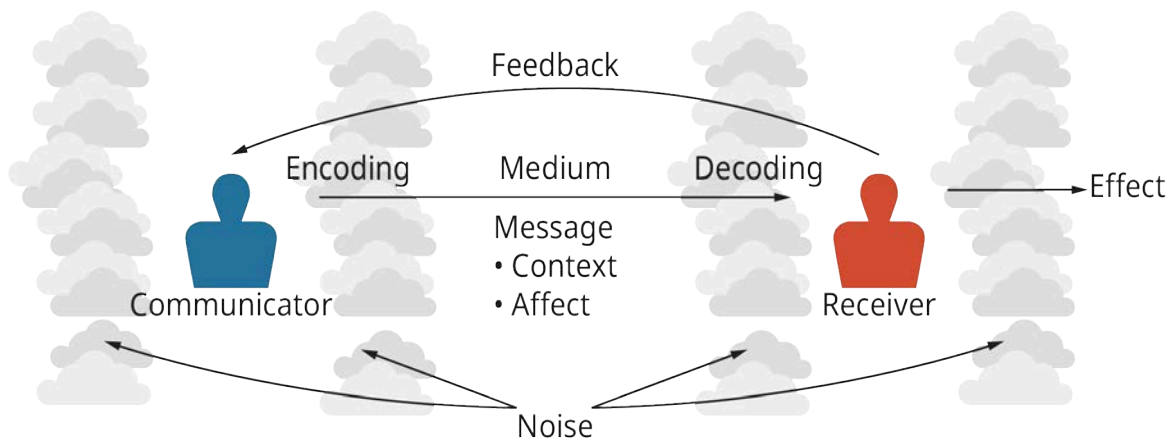 Feedback
Encoding
Medium
Decoding
Effect
Message
• Context
• Affect
Communicator
Receiver
Noise